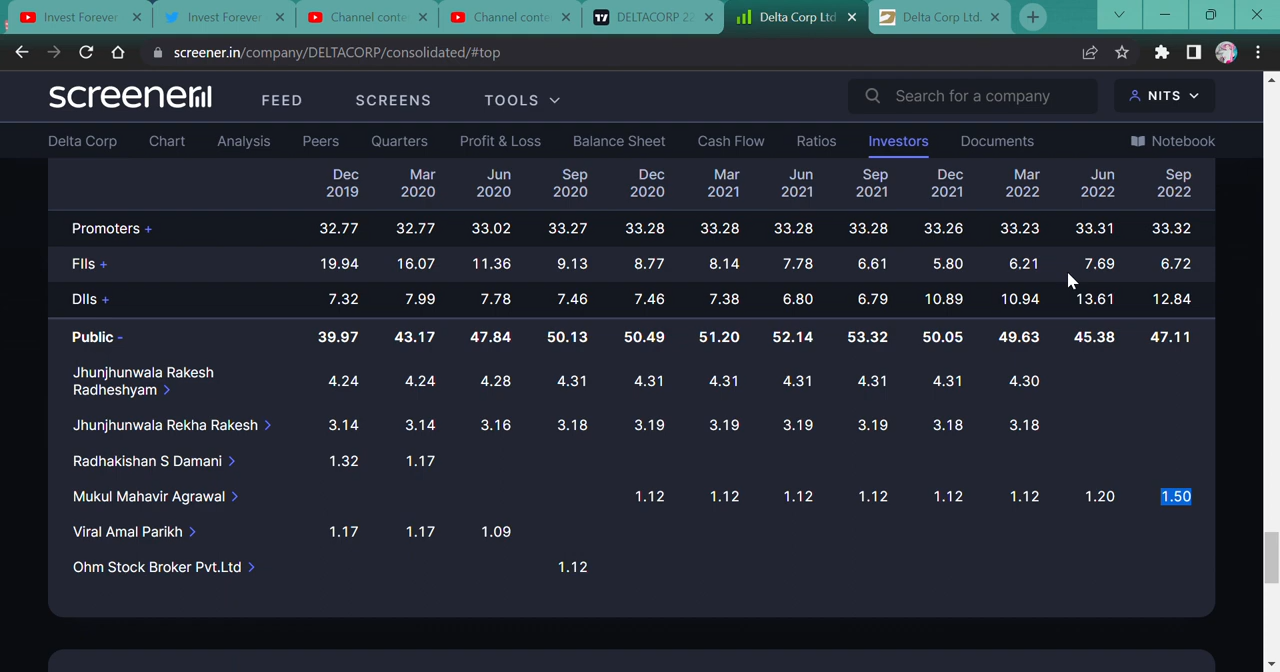 Invest Forever
Invest Forever
Channel conte
Channel conte
DELTACORP 22
Delta Corp Ltd
Delta Corp Ltd.
screener.in/company/DELTACORP/consolidated/#top
screener
FEED
SCREENS
TOOLS
Search for a company
NITS
Delta Corp Chart Analysis Peers Quarters Profit & Loss Balance Sheet Cash Flow Ratios Investors Documents Notebook
Dec 2019 Mar 2020 Jun 2020 Sep 2020 Dec 2020 Mar 2021 Jun 2021 Sep 2021 Dec 2021 Mar 2022 Jun 2022 Sep 2022
Promoters + 32.77 32.77 33.02 33.27 33.28 33.28 33.28 33.28 33.26 33.23 33.31 33.32
FIIs + 19.94 16.07 11.36 9.13 8.77 8.14 7.78 6.61 5.80 6.21 7.69 6.72
DIIs + 7.32 7.99 7.78 7.46 7.46 7.38 6.80 6.79 10.89 10.94 13.61 12.84
Public - 39.97 43.17 47.84 50.13 50.49 51.20 52.14 53.32 50.05 49.63 45.38 47.11
Jhunjhunwala Rakesh
Radheshyam > 4.24 4.24 4.28 4.31 4.31 4.31 4.31 4.31 4.31 4.30
Jhunjhunwala Rekha Rakesh > 3.14 3.14 3.16 3.18 3.19 3.19 3.19 3.19 3.18 3.18
Radhakishan S Damani > 1.32 1.17
Mukul Mahavir Agrawal > 1.12 1.12 1.12 1.12 1.12 1.12 1.20 1.50
Viral Amal Parikh > 1.17 1.17 1.09
Ohm Stock Broker Pvt.Ltd > 1.12